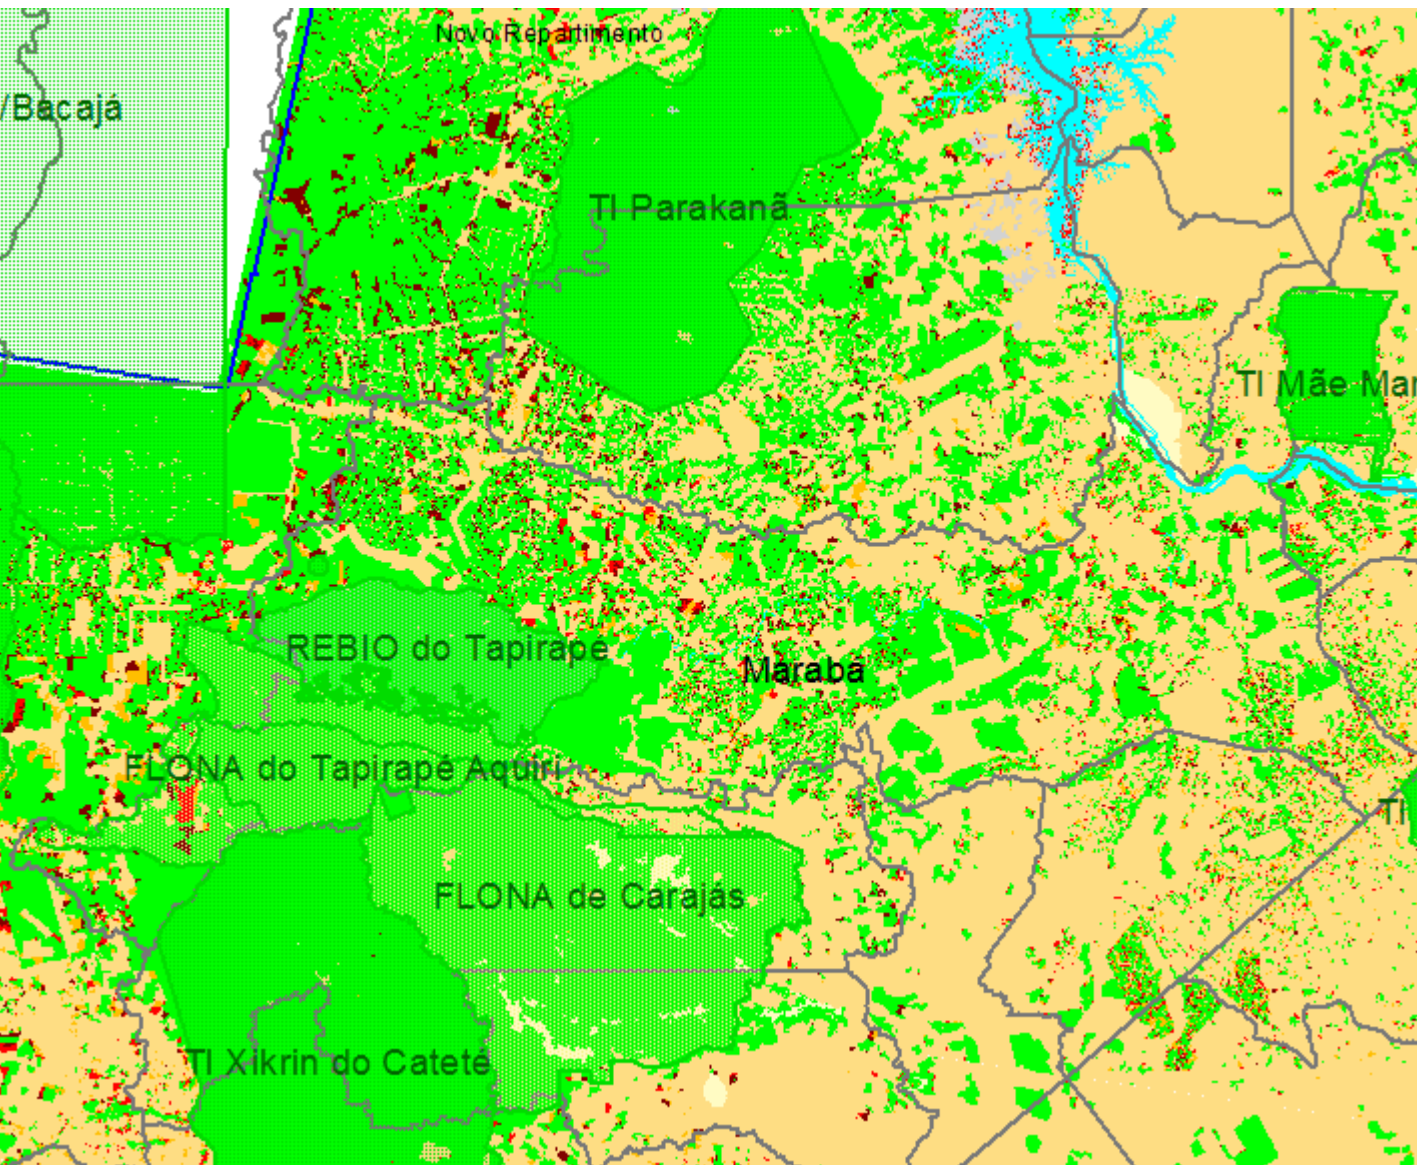 Novo Repartimento
/Bacajá
TI Parakanã
TI Mãe Mar
REBIO do Tapirapé
Marabá
FLONA do Tapirapé Aquiri
TI
FLONA de Carajás
TI Xikrin do Cateté